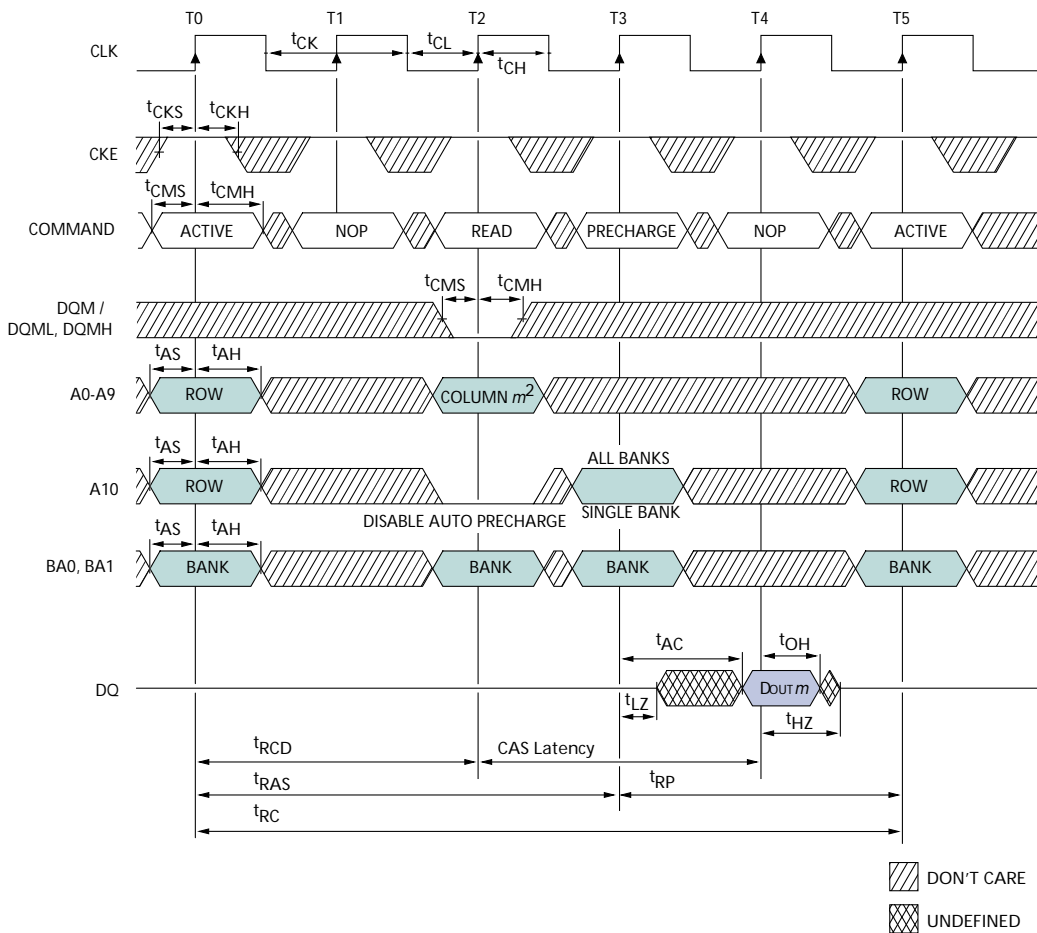 T0 T1 T2 T3 T4 T5
CLK
tCK tCL tCH
tCKS tCKH
CKE
tCMS tCMH
COMMAND ACTIVE NOP READ PRECHARGE NOP ACTIVE
tCMS tCMH
DQM /
DQML, DQMH
tAS tAH
A0-A9 ROW COLUMN m2 ROW
tAS tAH
ALL BANKS
A10 ROW ROW
DISABLE AUTO PRECHARGE SINGLE BANK
tAS tAH
BA0, BA1 BANK BANK BANK BANK
tAC tOH
DQ DOUT m
tLZ tHZ
tRCD CAS Latency
tRAS tRP
tRC
DON'T CARE
UNDEFINED